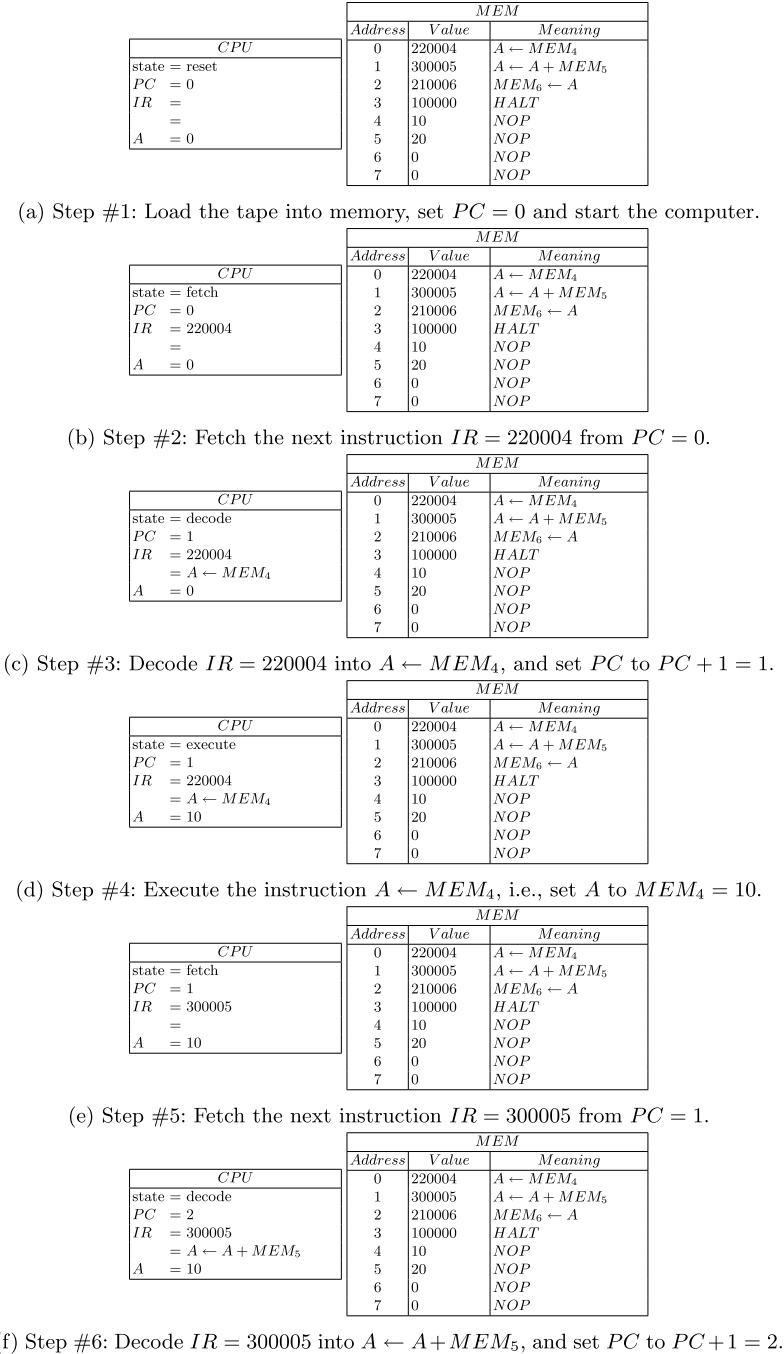 MEM
Address Value Meaning
CPU
0 220004 A ← MEM₄
state = reset
1 300005 A ← A + MEM₅
PC = 0
2 210006 MEM₆ ← A
IR =
3 100000 HALT
=
4 10 NOP
A = 0
5 20 NOP
6 0 NOP
7 0 NOP
(a) Step #1: Load the tape into memory, set PC = 0 and start the computer.
MEM
Address Value Meaning
CPU
0 220004 A ← MEM₄
state = fetch
1 300005 A ← A + MEM₅
PC = 0
2 210006 MEM₆ ← A
IR = 220004
3 100000 HALT
=
4 10 NOP
A = 0
5 20 NOP
6 0 NOP
7 0 NOP
(b) Step #2: Fetch the next instruction IR = 220004 from PC = 0.
MEM
Address Value Meaning
CPU
0 220004 A ← MEM₄
state = decode
1 300005 A ← A + MEM₅
PC = 1
2 210006 MEM₆ ← A
IR = 220004
3 100000 HALT
= A ← MEM₄
4 10 NOP
A = 0
5 20 NOP
6 0 NOP
7 0 NOP
(c) Step #3: Decode IR = 220004 into A ← MEM₄, and set PC to PC + 1 = 1.
MEM
Address Value Meaning
CPU
0 220004 A ← MEM₄
state = execute
1 300005 A ← A + MEM₅
PC = 1
2 210006 MEM₆ ← A
IR = 220004
3 100000 HALT
= A ← MEM₄
4 10 NOP
A = 10
5 20 NOP
6 0 NOP
7 0 NOP
(d) Step #4: Execute the instruction A ← MEM₄, i.e., set A to MEM₄ = 10.
MEM
Address Value Meaning
CPU
0 220004 A ← MEM₄
state = fetch
1 300005 A ← A + MEM₅
PC = 1
2 210006 MEM₆ ← A
IR = 300005
3 100000 HALT
=
4 10 NOP
A = 10
5 20 NOP
6 0 NOP
7 0 NOP
(e) Step #5: Fetch the next instruction IR = 300005 from PC = 1.
MEM
Address Value Meaning
CPU
0 220004 A ← MEM₄
state = decode
1 300005 A ← A + MEM₅
PC = 2
2 210006 MEM₆ ← A
IR = 300005
3 100000 HALT
= A ← A + MEM₅
4 10 NOP
A = 10
5 20 NOP
6 0 NOP
7 0 NOP
f) Step #6: Decode IR = 300005 into A ← A + MEM₅, and set PC to PC + 1 = 2.